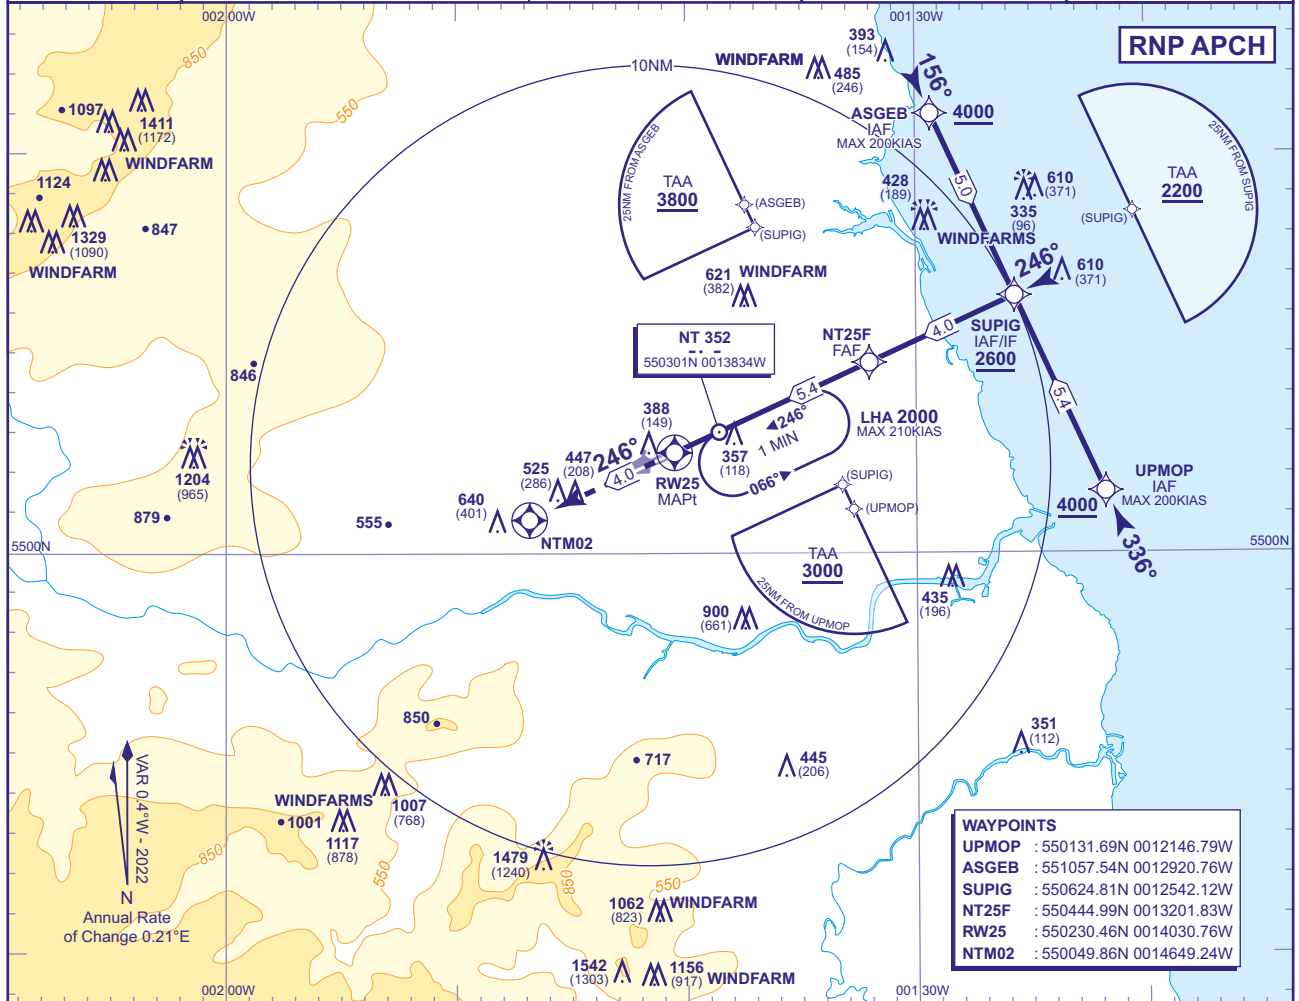 002 00W
001 30W
RNP APCH
393
(154)
WINDFARM
485
(246)
10NM
850
550
156°
ASGEB
IAF
MAX 200KIAS
4000
1097
1411
(1172)
WINDFARM
25NM FROM ASGEB
TAA
3800
(ASGEB)
(SUPIG)
25NM FROM SUPIG
TAA
2200
(SUPIG)
1124
847
1329
(1090)
WINDFARM
428
(189)
5.0
610
(371)
335
(96)
WINDFARMS
246°
610
(371)
621
(382)
WINDFARM
NT 352
-. -
550301N 0013834W
NT25F
FAF
4.0
SUPIG
IAF/IF
2600
846
5.4
5.4
388
(149)
246°
1 MIN
066°
LHA 2000
MAX 210KIAS
357
(118)
1204
(965)
879
555
640
(401)
525
(286)
447
(208)
246°
4.0
RW25
MAPt
NTM02
(SUPIG)
(UPMOP)
TAA
3000
25NM FROM UPMOP
UPMOP
IAF
MAX 200KIAS
4000
336°
5500N
5500N
435
(196)
900
(661)
850
717
445
(206)
351
(112)
VAR 0.4°W - 2022
N
Annual Rate
of Change 0.21°E
WINDFARMS
1007
(768)
1001
1117
(878)
850
550
1479
(1240)
850
550
1062
(823)
WINDFARM
1542
(1303)
1156
(917)
WINDFARM
WAYPOINTS
UPMOP : 550131.69N 0012146.79W
ASGEB : 551057.54N 0012920.76W
SUPIG : 550624.81N 0012542.12W
NT25F : 550444.99N 0013201.83W
RW25 : 550230.46N 0014030.76W
NTM02 : 550049.86N 0014649.24W
002 00W
001 30W